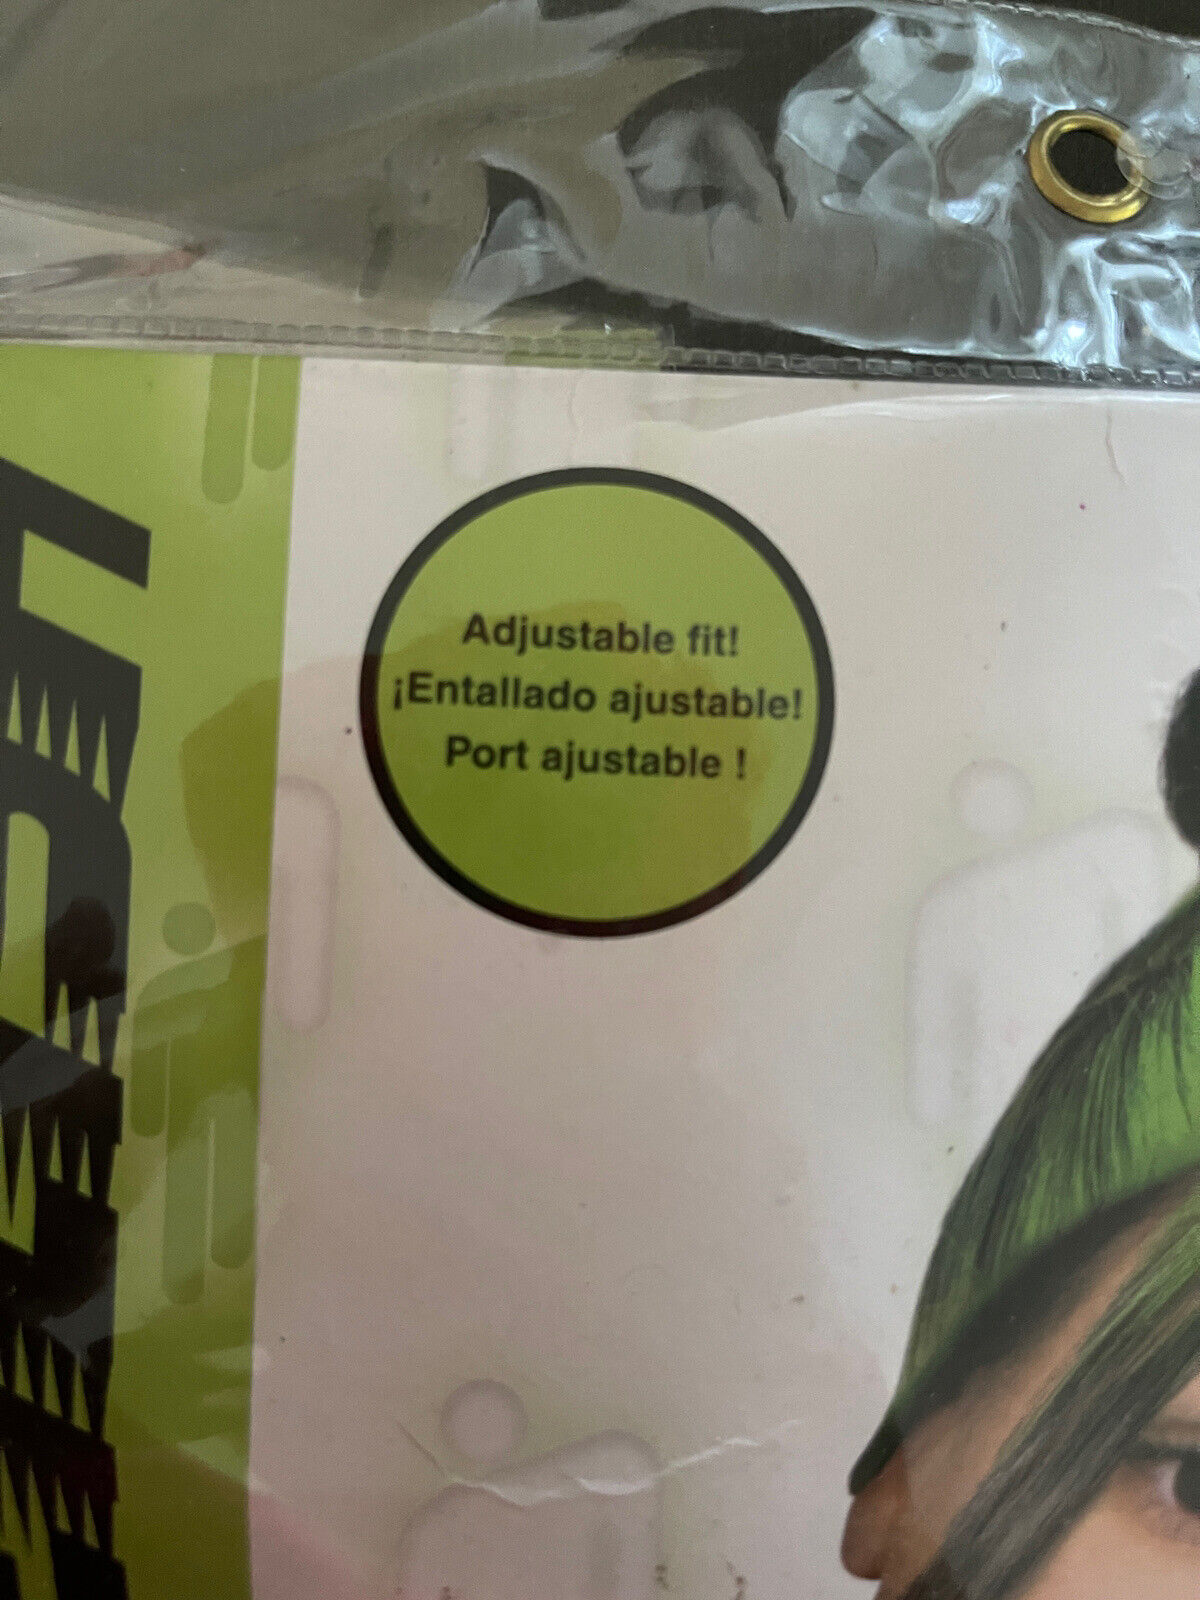 Adjustable fit!
¡Entallado ajustable!
Port ajustable !